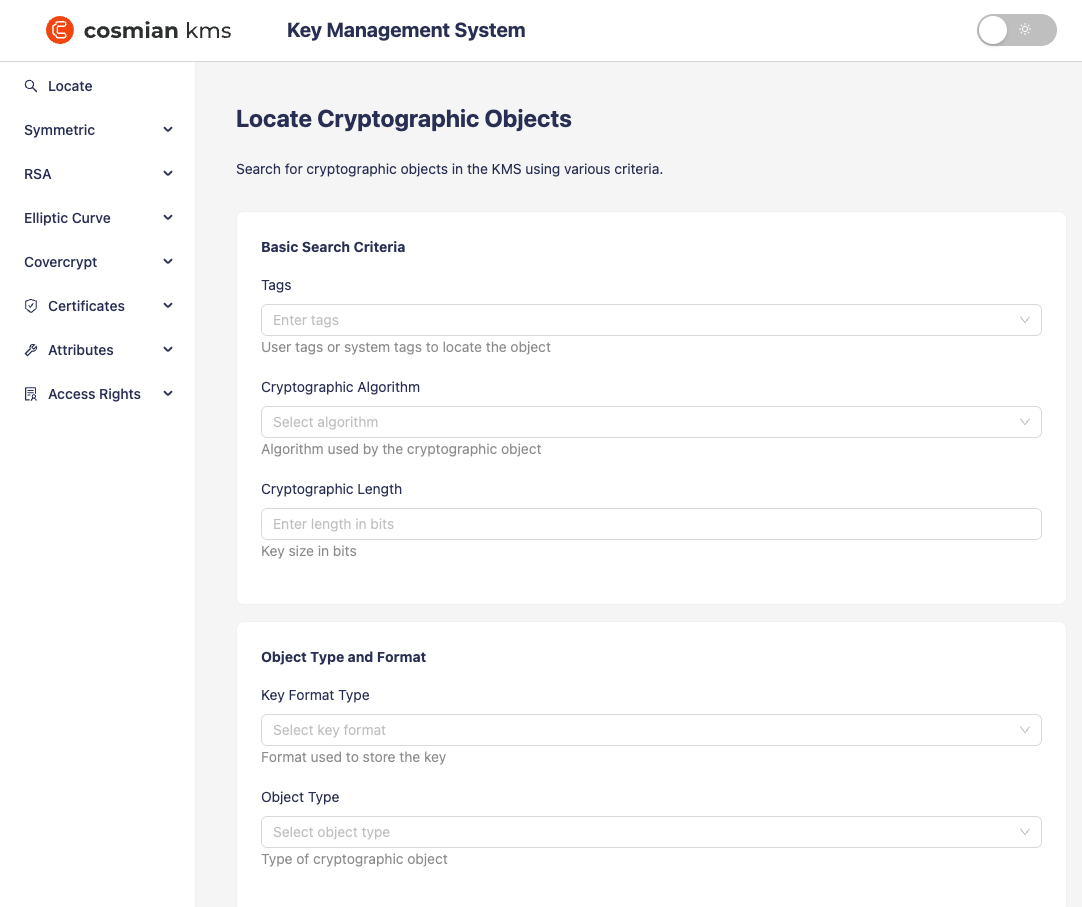 cosmian kms
Key Management System
Locate
Symmetric
RSA
Elliptic Curve
Covercrypt
Certificates
Attributes
Access Rights
Locate Cryptographic Objects
Search for cryptographic objects in the KMS using various criteria.
Basic Search Criteria
Tags
Enter tags
User tags or system tags to locate the object
Cryptographic Algorithm
Select algorithm
Algorithm used by the cryptographic object
Cryptographic Length
Enter length in bits
Key size in bits
Object Type and Format
Key Format Type
Select key format
Format used to store the key
Object Type
Select object type
Type of cryptographic object